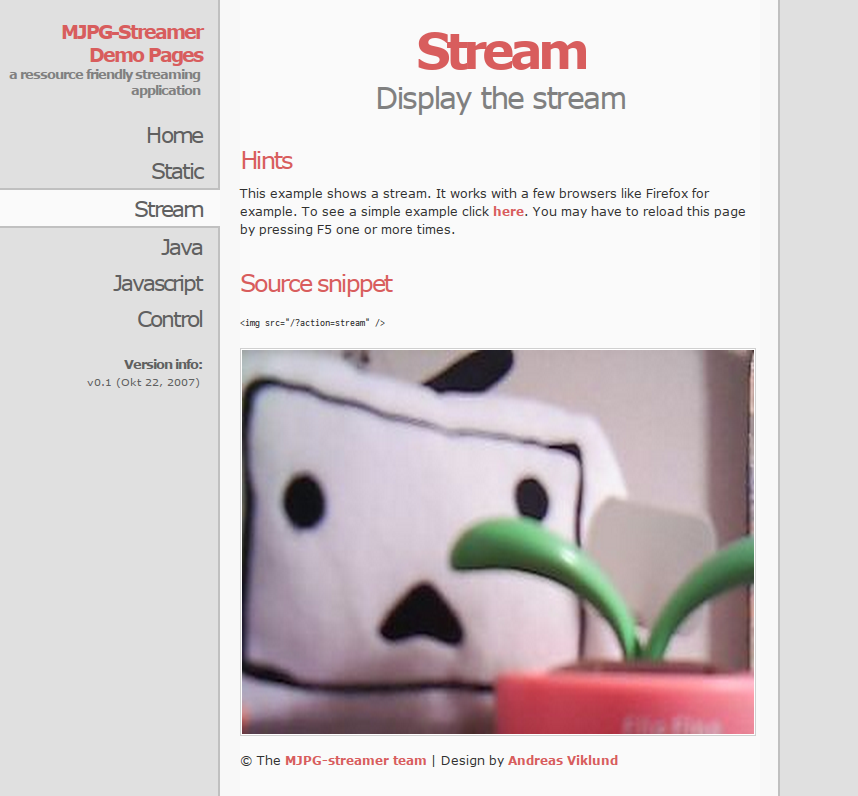 MJPG-Streamer
Demo Pages
a ressource friendly streaming
application
Home
Static
Stream
Java
Javascript
Control
Version info:
v0.1 (Okt 22, 2007)
Stream
Display the stream
Hints
This example shows a stream. It works with a few browsers like Firefox for
example. To see a simple example click here. You may have to reload this page
by pressing F5 one or more times.
Source snippet
<img src="/?action=stream" />
© The MJPG-streamer team | Design by Andreas Viklund